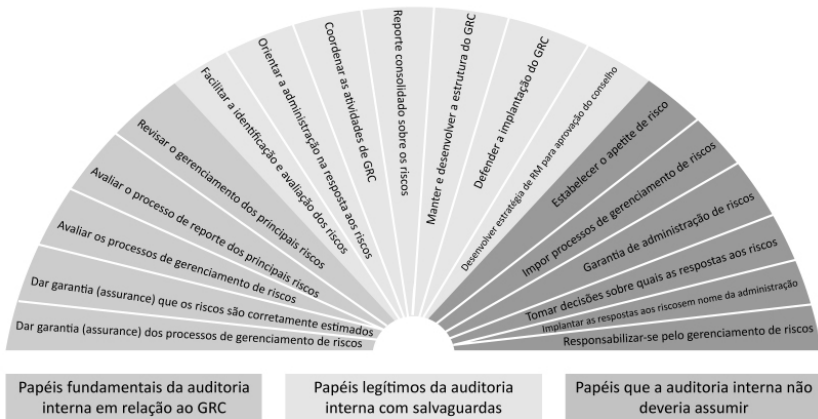 Dar garantia (assurance) dos processos de gerenciamento de riscos
Dar garantia (assurance) que os riscos são corretamente estimados
Avaliar os processos de gerenciamento de riscos
Avaliar o processo de reporte dos principais riscos
Revisar o gerenciamento dos principais riscos
Facilitar a identificação e avaliação dos riscos
Orientar a administração na resposta aos riscos
Coordenar as atividades de GRC
Reporte consolidado sobre os riscos
Manter e desenvolver a estrutura do GRC
Defender a implantação do GRC
Desenvolver estratégia de RM para aprovação do conselho
Estabelecer o apetite de risco
Impor processos de gerenciamento de riscos
Garantia de administração de riscos
Tomar decisões sobre quais as respostas aos riscos
Implantar as respostas aos riscosem nome da administração
Responsabilizar-se pelo gerenciamento de riscos
Papéis fundamentais da auditoria
interna em relação ao GRC
Papéis legítimos da auditoria
interna com salvaguardas
Papéis que a auditoria interna não
deveria assumir